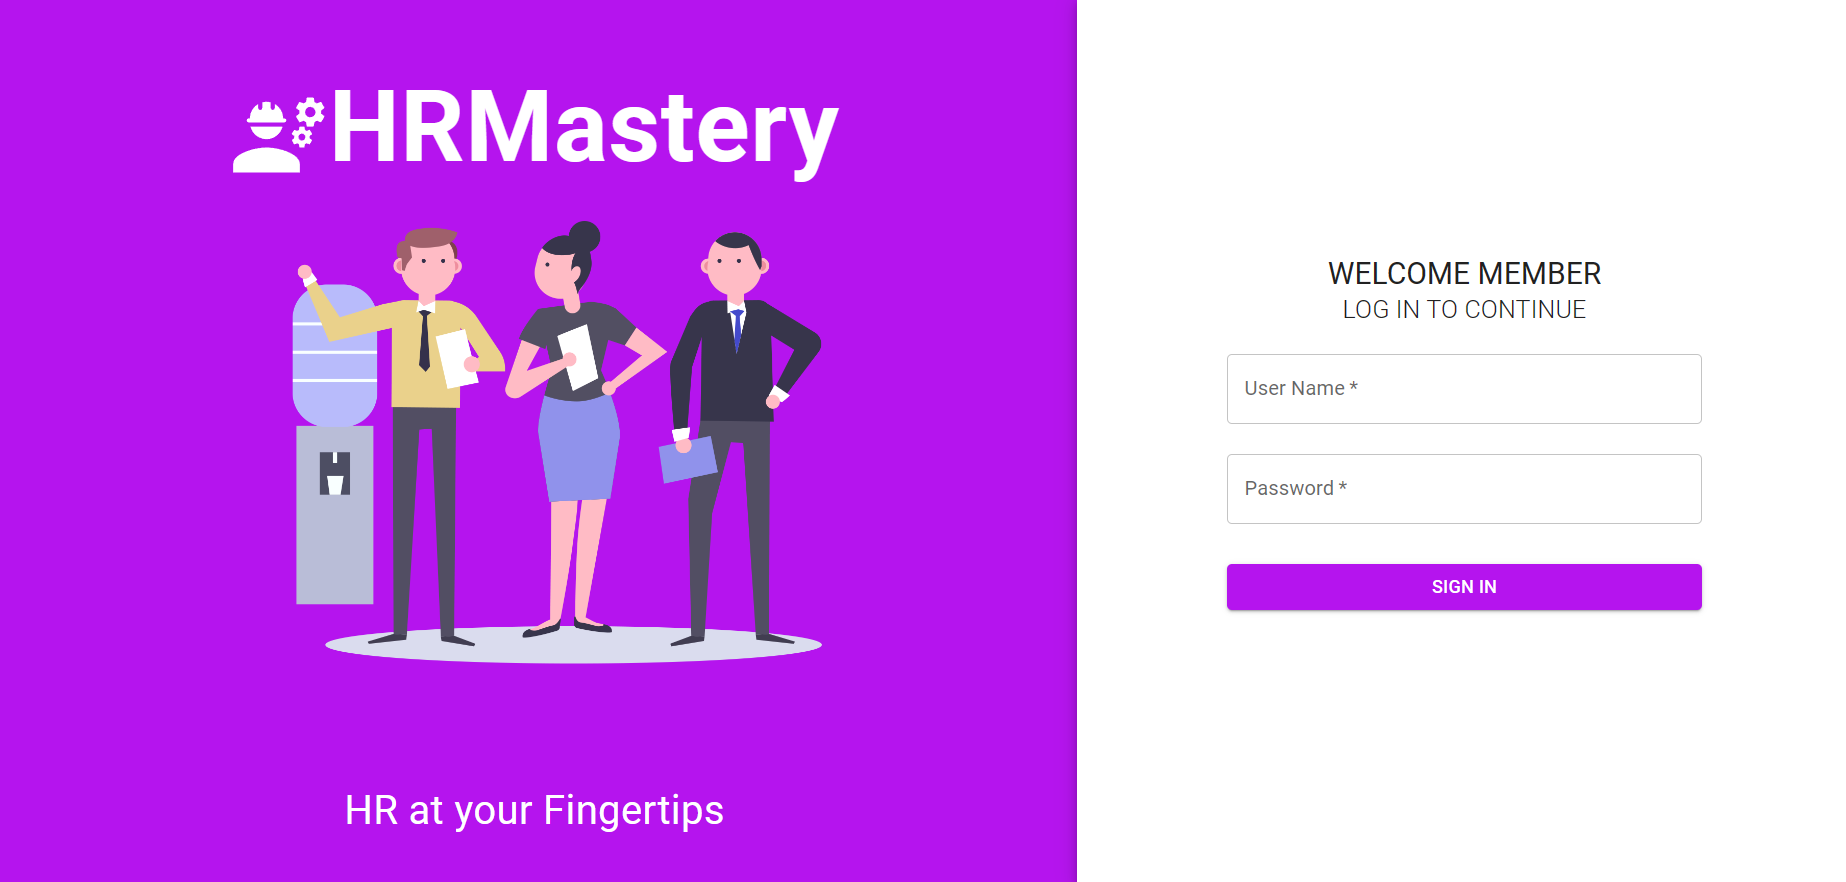 HRMastery
HR at your Fingertips
WELCOME MEMBER
LOG IN TO CONTINUE
User Name *
Password *
SIGN IN